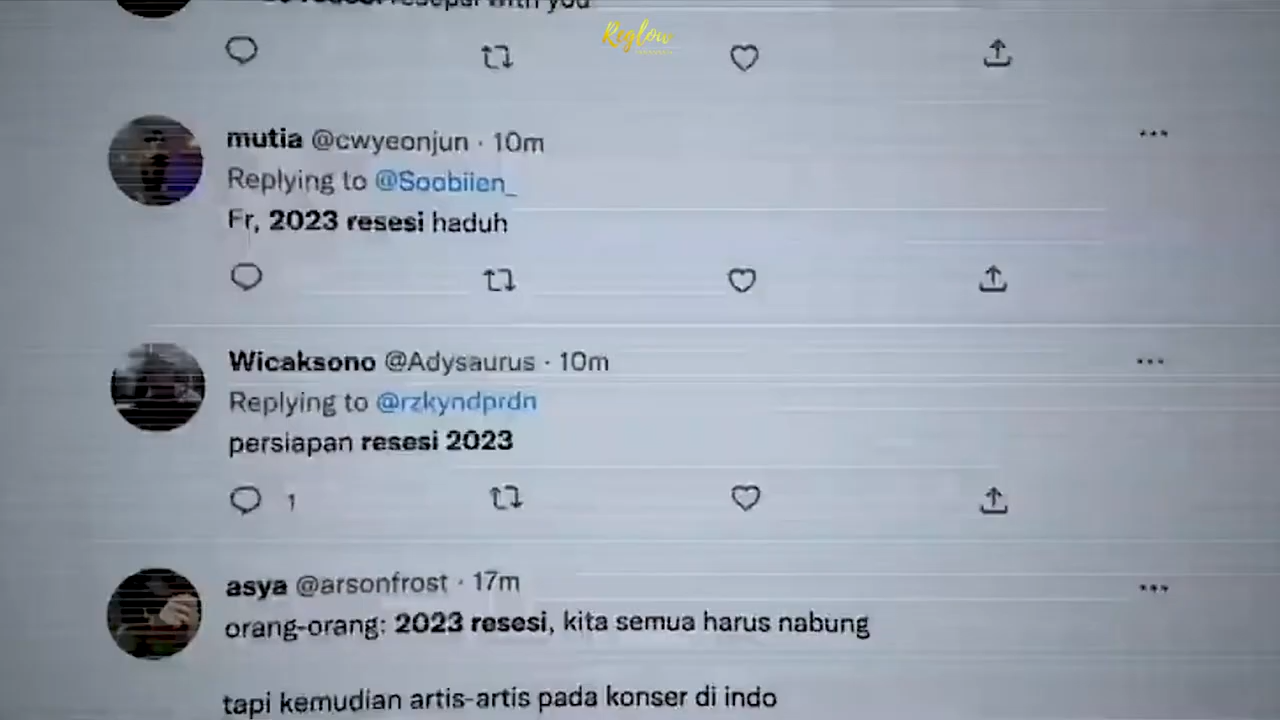 with you
Reglow
mutia @cwyeonjun · 10m
Replying to @Soobiien_
Fr, 2023 resesi haduh
Wicaksono @Adysaurus · 10m
Replying to @rzkyndprdn
persiapan resesi 2023
1
asya @arsonfrost · 17m
orang-orang: 2023 resesi, kita semua harus nabung
tapi kemudian artis-artis pada konser di indo